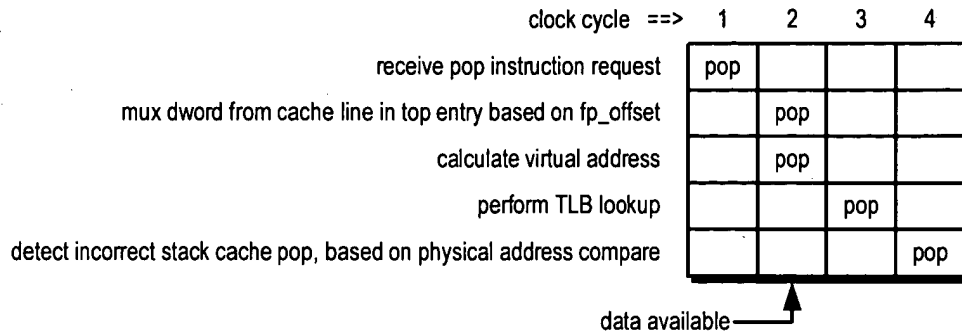 clock cycle ==> 1 2 3 4
receive pop instruction request pop
mux dword from cache line in top entry based on fp_offset pop
calculate virtual address pop
perform TLB lookup pop
detect incorrect stack cache pop, based on physical address compare pop
data available